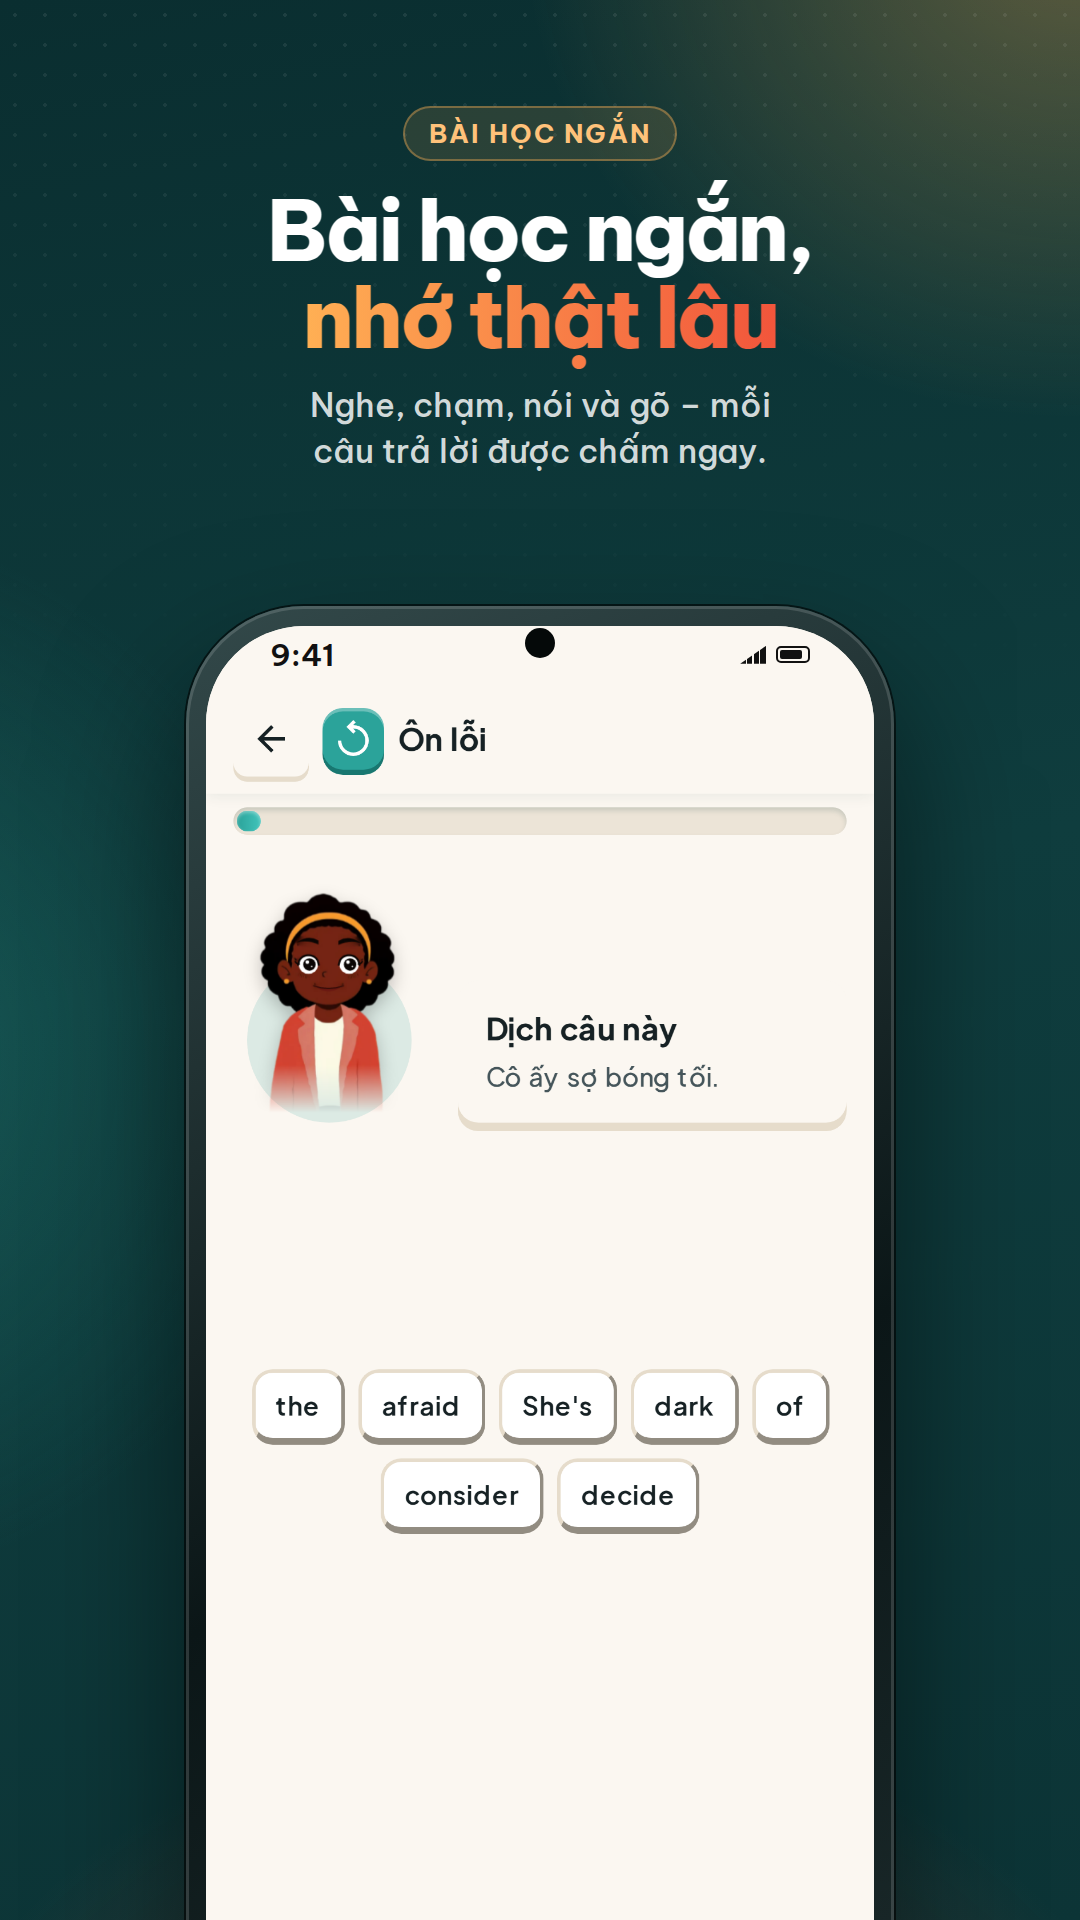 BÀI HỌC NGẮN
Bài học ngắn,
nhớ thật lâu
Nghe, chạm, nói và gõ – mỗi
câu trả lời được chấm ngay.
9:41
Ôn lỗi
Dịch câu này
Cô ấy sợ bóng tối.
the afraid She's dark of
consider decide